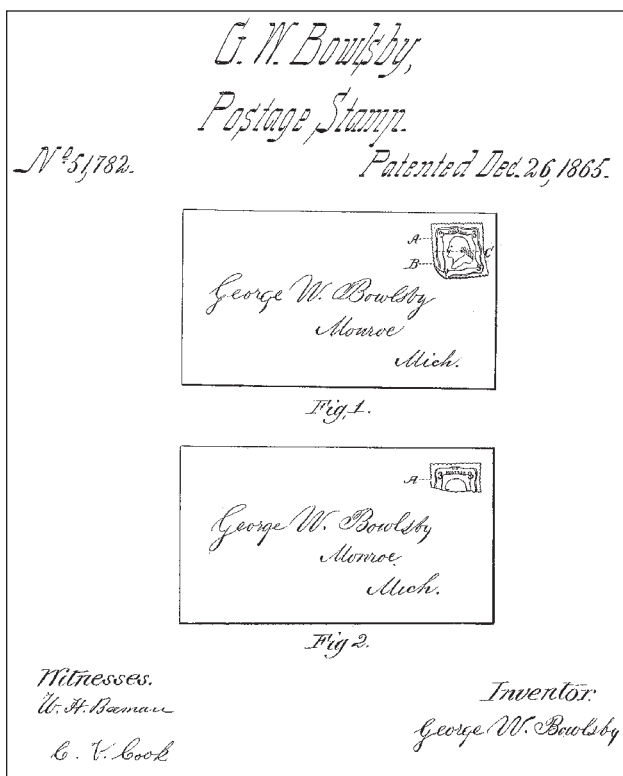 G. W. Bowlsby,
Postage Stamp.
No 51,782. Patented Dec. 26, 1865.
A
B
C
George W. Bowlsby
Monroe
Mich.
Fig. 1.
A
George W. Bowlsby
Monroe.
Mich.
Fig 2.
Witnesses. Inventor.
W. H. Beeman
George W. Bowlsby
C. V. Cook